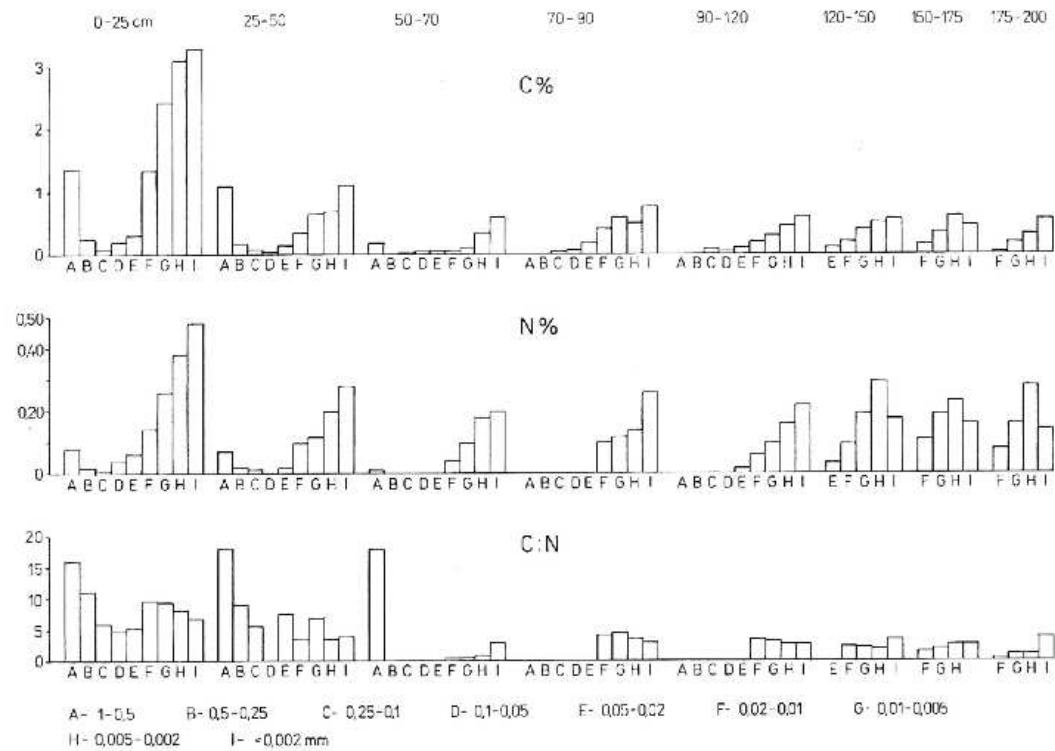 0-25 cm 25-50 50-70 70-90 90-120 120-150 150-175 175-200
C%
3
2
1
0
A B C D E F G H I A B C D E F G H I A B C D E F G H I A B C D E F G H I A B C D E F G H I E F G H I F G H I F G H I
N%
0,50
0,40
0,20
0
A B C D E F G H I A B C D E F G H I A B C D E F G H I A B C D E F G H I A B C D E F G H I E F G H I F G H I F G H I
C:N
20
15
10
5
0
A B C D E F G H I A B C D E F G H I A B C D E F G H I A B C D E F G H I A B C D E F G H I E F G H I F G H I F G H I
A- 1-0,5 B- 0,5-0,25 C- 0,25-0,1 D- 0,1-0,05 E- 0,05-0,02 F- 0,02-0,01 G- 0,01-0,005
H- 0,005-0,002 I- <0,002 mm